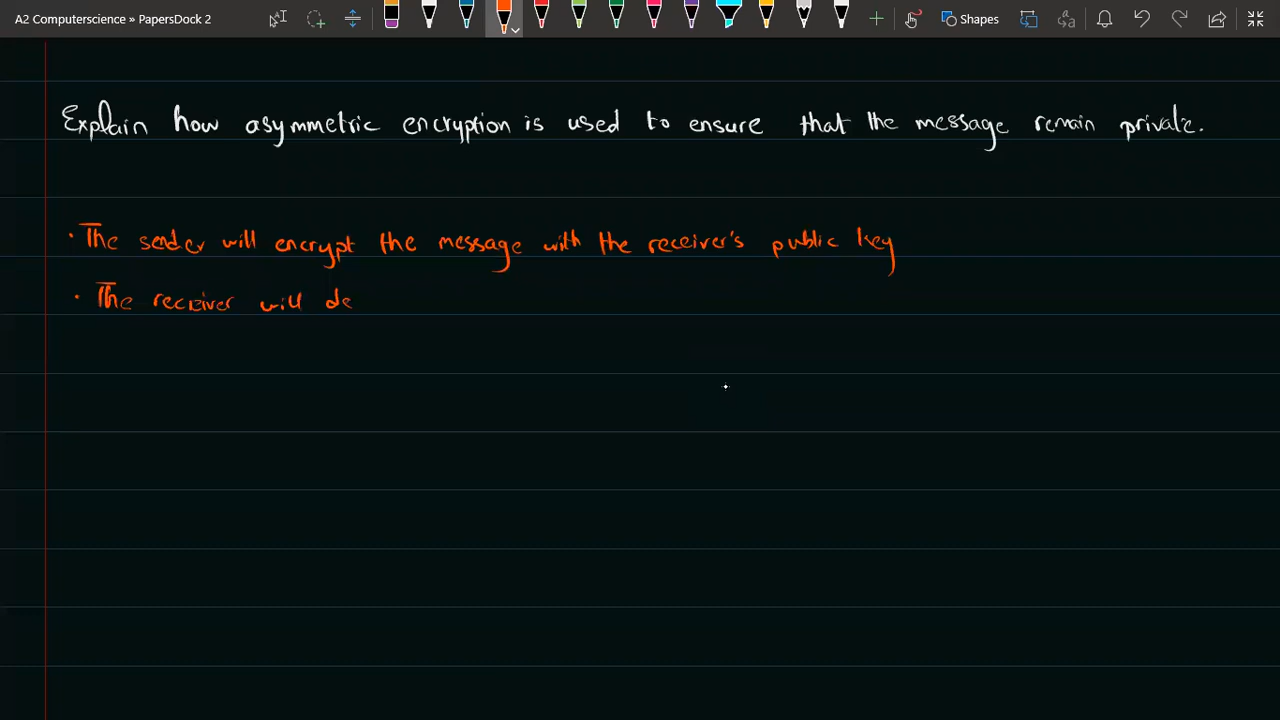 A2 Computerscience » PapersDock 2
Shapes
Explain how asymmetric encryption is used to ensure that the message remain private.
· The sender will encrypt the message with the receiver's public key
· The receiver will de